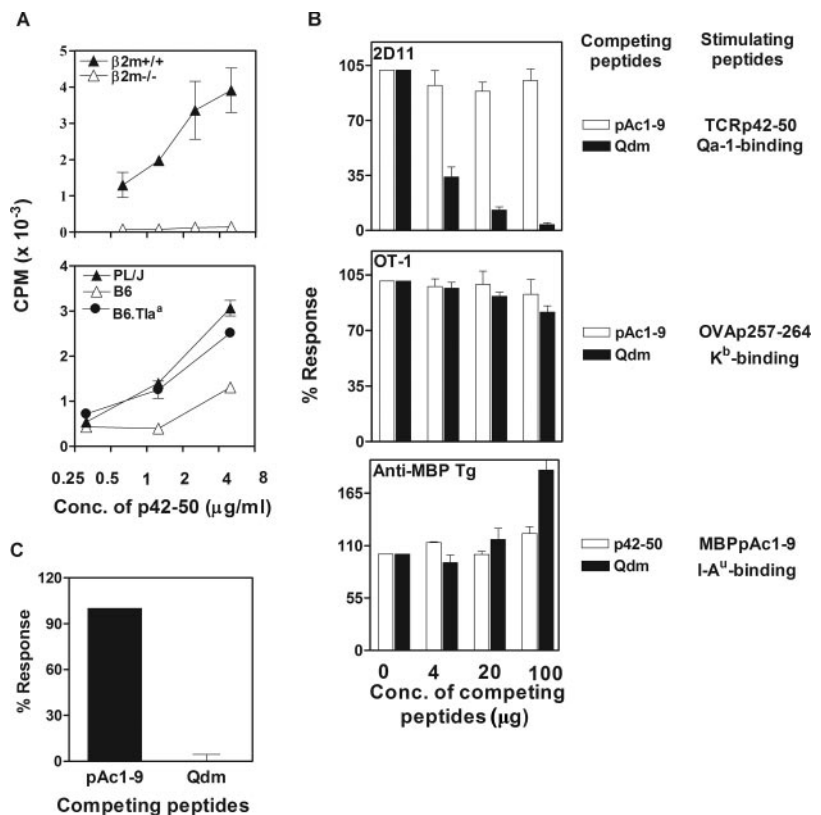 A
β2m+/+
β2m-/-
5
4
3
2
1
0
CPM (x 10⁻³)
PL/J
B6
B6.Tlaᵃ
3
2
1
0
0.25 0.5 1 2 4 8
Conc. of p42-50 (μg/ml)
B
Competing peptides
Stimulating peptides
% Response
2D11
105
70
35
0
pAc1-9
Qdm
TCRp42-50
Qa-1-binding
OT-1
105
70
35
0
pAc1-9
Qdm
OVAp257-264
Kᵇ-binding
Anti-MBP Tg
165
110
55
0
p42-50
Qdm
MBPpAc1-9
I-Aᵘ-binding
0 4 20 100
Conc. of competing
peptides (μg)
C
120
90
60
30
0
% Response
pAc1-9 Qdm
Competing peptides